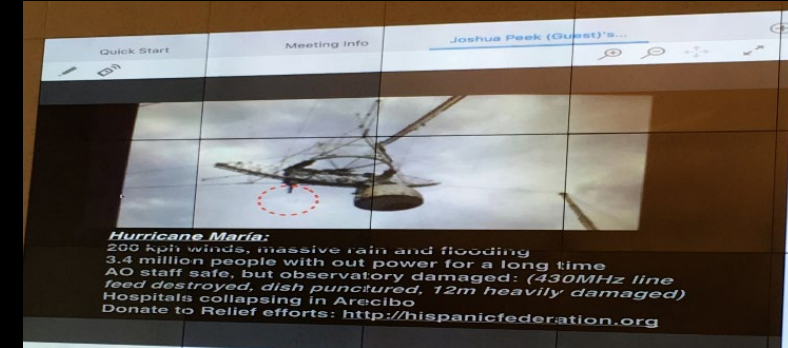 Quick Start
Meeting Info
Joshua Peek (Guest)'s...
Hurricane María:
200 kph winds, massive rain and flooding
3.4 million people with out power for a long time
AO staff safe, but observatory damaged: (430MHz line
feed destroyed, dish punctured, 12m heavily damaged)
Hospitals collapsing in Arecibo
Donate to Relief efforts: http://hispanicfederation.org